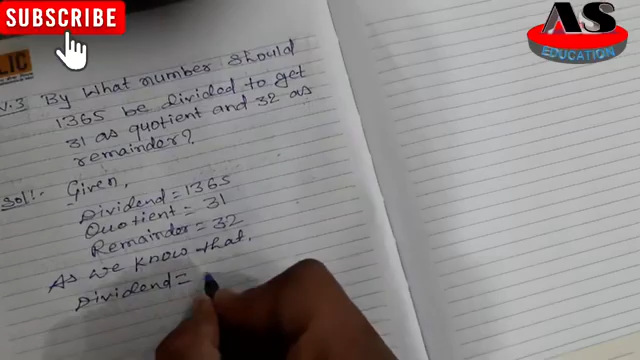 SUBSCRIBE
AS
EDUCATION
LIC
V.3 By What number should
1365 be divided to get
31 as quotient and 32 as
remainder?
Sol:- Given,
Dividend = 1365
Quotient = 31
Remainder = 32
As we know that,
Dividend =